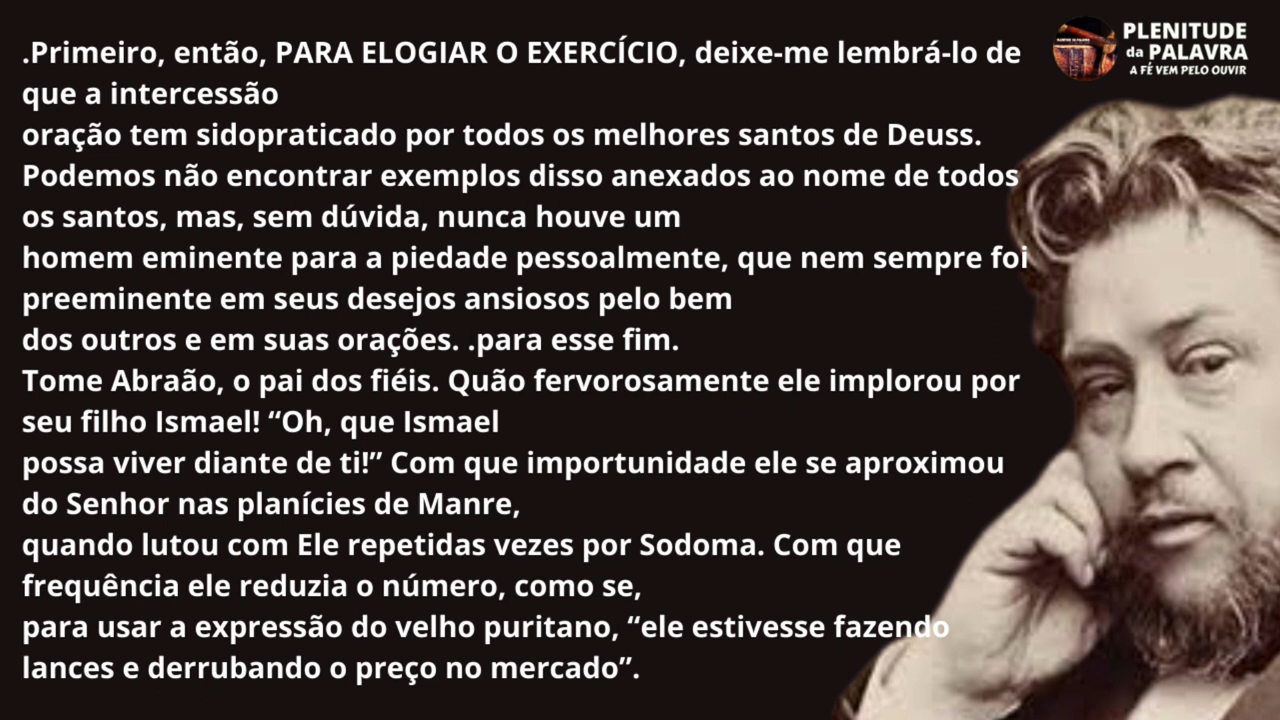 .Primeiro, então, PARA ELOGIAR O EXERCÍCIO, deixe-me lembrá-lo de
que a intercessão
oração tem sidopraticado por todos os melhores santos de Deuss.
Podemos não encontrar exemplos disso anexados ao nome de todos
os santos, mas, sem dúvida, nunca houve um
homem eminente para a piedade pessoalmente, que nem sempre foi
preeminente em seus desejos ansiosos pelo bem
dos outros e em suas orações. .para esse fim.
Tome Abraão, o pai dos fiéis. Quão fervorosamente ele implorou por
seu filho Ismael! “Oh, que Ismael
possa viver diante de ti!” Com que importunidade ele se aproximou
do Senhor nas planícies de Manre,
quando lutou com Ele repetidas vezes por Sodoma. Com que
frequência ele reduzia o número, como se,
para usar a expressão do velho puritano, “ele estivesse fazendo
lances e derrubando o preço no mercado”.
PLENITUDE
da PALAVRA
A FÉ VEM PELO OUVIR